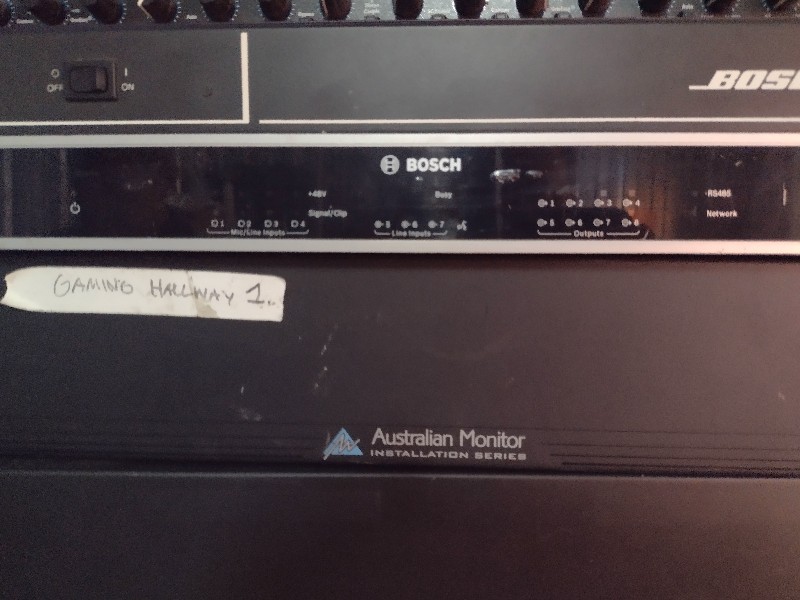 O I
OFF ON
BOSE
BOSCH
+48V Busy RS485
Signal/Clip Network
1 2 3 4
Mic/Line Inputs
5 6 7
Line Inputs
1 2 3 4
5 6 7 8
Outputs
GAMING HALLWAY 1.
Australian Monitor
INSTALLATION SERIES